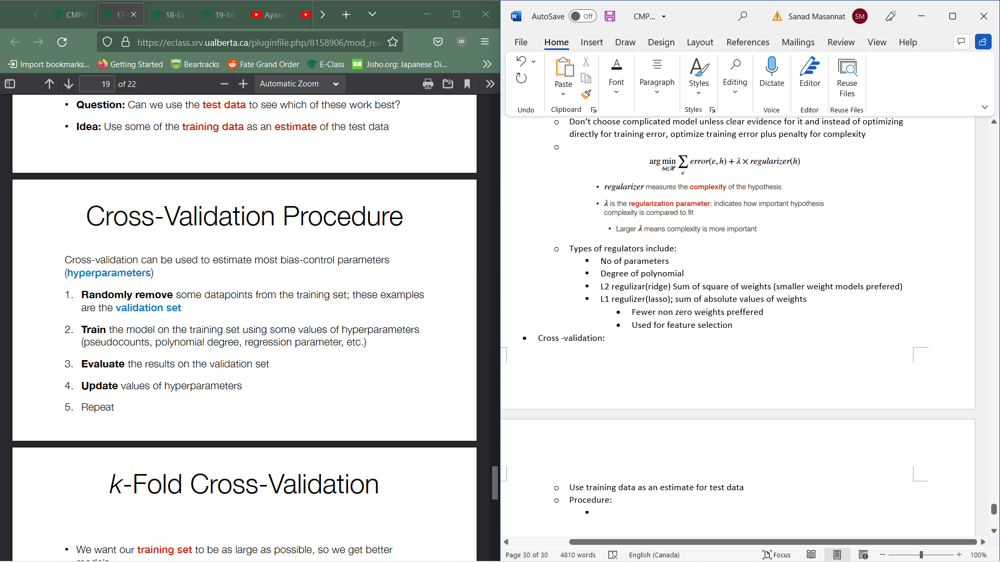 CMPU
17-
18-Exa
19-Mo
Ayase
https://eclass.srv.ualberta.ca/pluginfile.php/8158906/mod_res
Import bookmarks...
Getting Started
Beartracks
Fate Grand Order
E-Class
Jisho.org: Japanese Di...
19 of 22
Automatic Zoom
• Question: Can we use the test data to see which of these work best?
• Idea: Use some of the training data as an estimate of the test data
Cross-Validation Procedure
Cross-validation can be used to estimate most bias-control parameters
(hyperparameters)
1. Randomly remove some datapoints from the training set; these examples
are the validation set
2. Train the model on the training set using some values of hyperparameters
(pseudocounts, polynomial degree, regression parameter, etc.)
3. Evaluate the results on the validation set
4. Update values of hyperparameters
5. Repeat
k-Fold Cross-Validation
• We want our training set to be as large as possible, so we get better
AutoSave Off
CMP...
Sanad Masannat SM
File Home Insert Draw Design Layout References Mailings Review View Help
Paste
Font
Paragraph
Styles
Editing
Dictate
Editor
Reuse
Files
Undo
Clipboard
Styles
Voice
Editor
Reuse Files
o Don’t choose complicated model unless clear evidence for it and instead of optimizing
directly for training error, optimize training error plus penalty for complexity
o
arg min ∑ error(e, h) + λ × regularizer(h)
h∈ℋ e
• regularizer measures the complexity of the hypothesis
• λ is the regularization parameter: indicates how important hypothesis
complexity is compared to fit
• Larger λ means complexity is more important
o Types of regulators include:
▪ No of parameters
▪ Degree of polynomial
▪ L2 regulizar(ridge) Sum of square of weights (smaller weight models prefered)
▪ L1 regulizer(lasso); sum of absolute values of weights
• Fewer non zero weights preffered
• Used for feature selection
• Cross -validation:
o Use training data as an estimate for test data
o Procedure:
▪
Page 30 of 30
4810 words
English (Canada)
Focus
100%